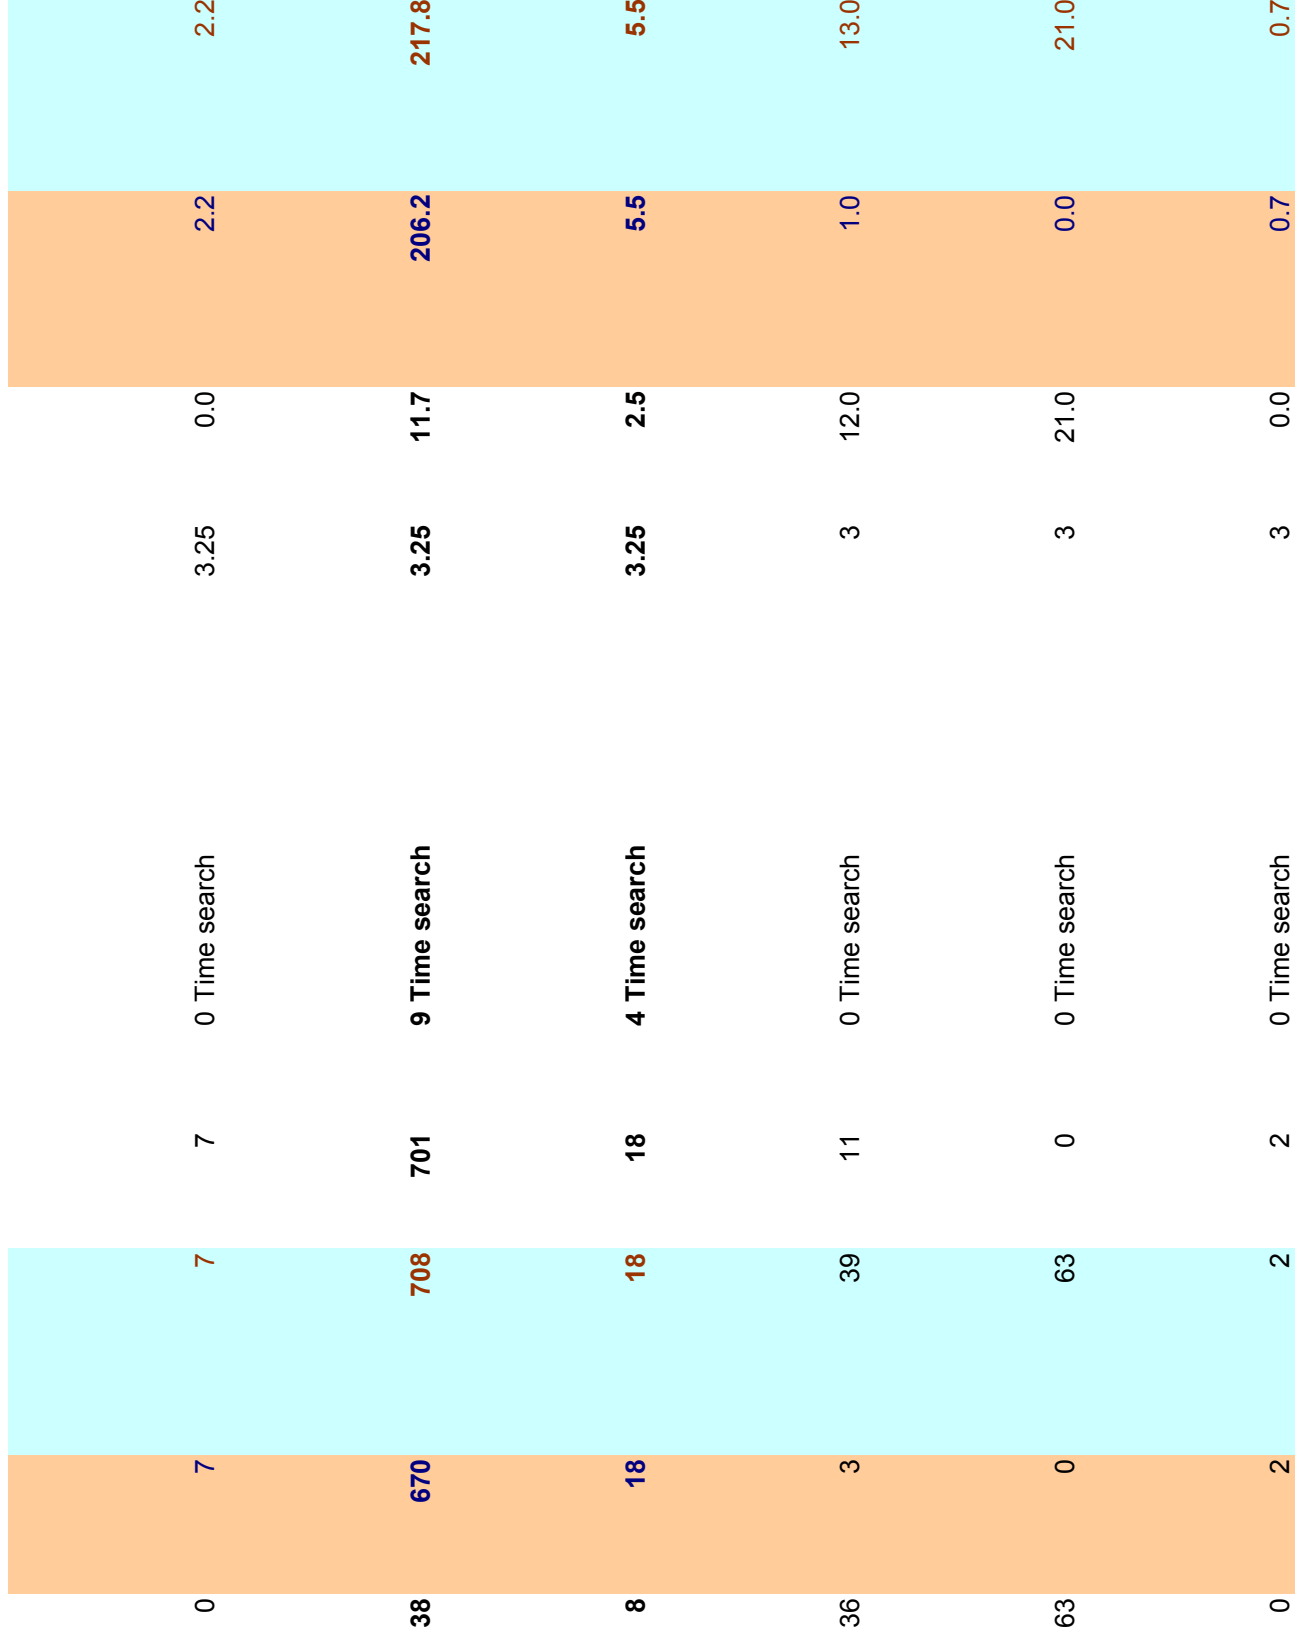 0 7 7 7 0 Time search 3.25 0.0 2.2 2.2
38 670 708 701 9 Time search 3.25 11.7 206.2 217.8
8 18 18 18 4 Time search 3.25 2.5 5.5 5.5
36 3 39 11 0 Time search 3 12.0 1.0 13.0
63 0 63 0 0 Time search 3 21.0 0.0 21.0
0 2 2 2 0 Time search 3 0.0 0.7 0.7